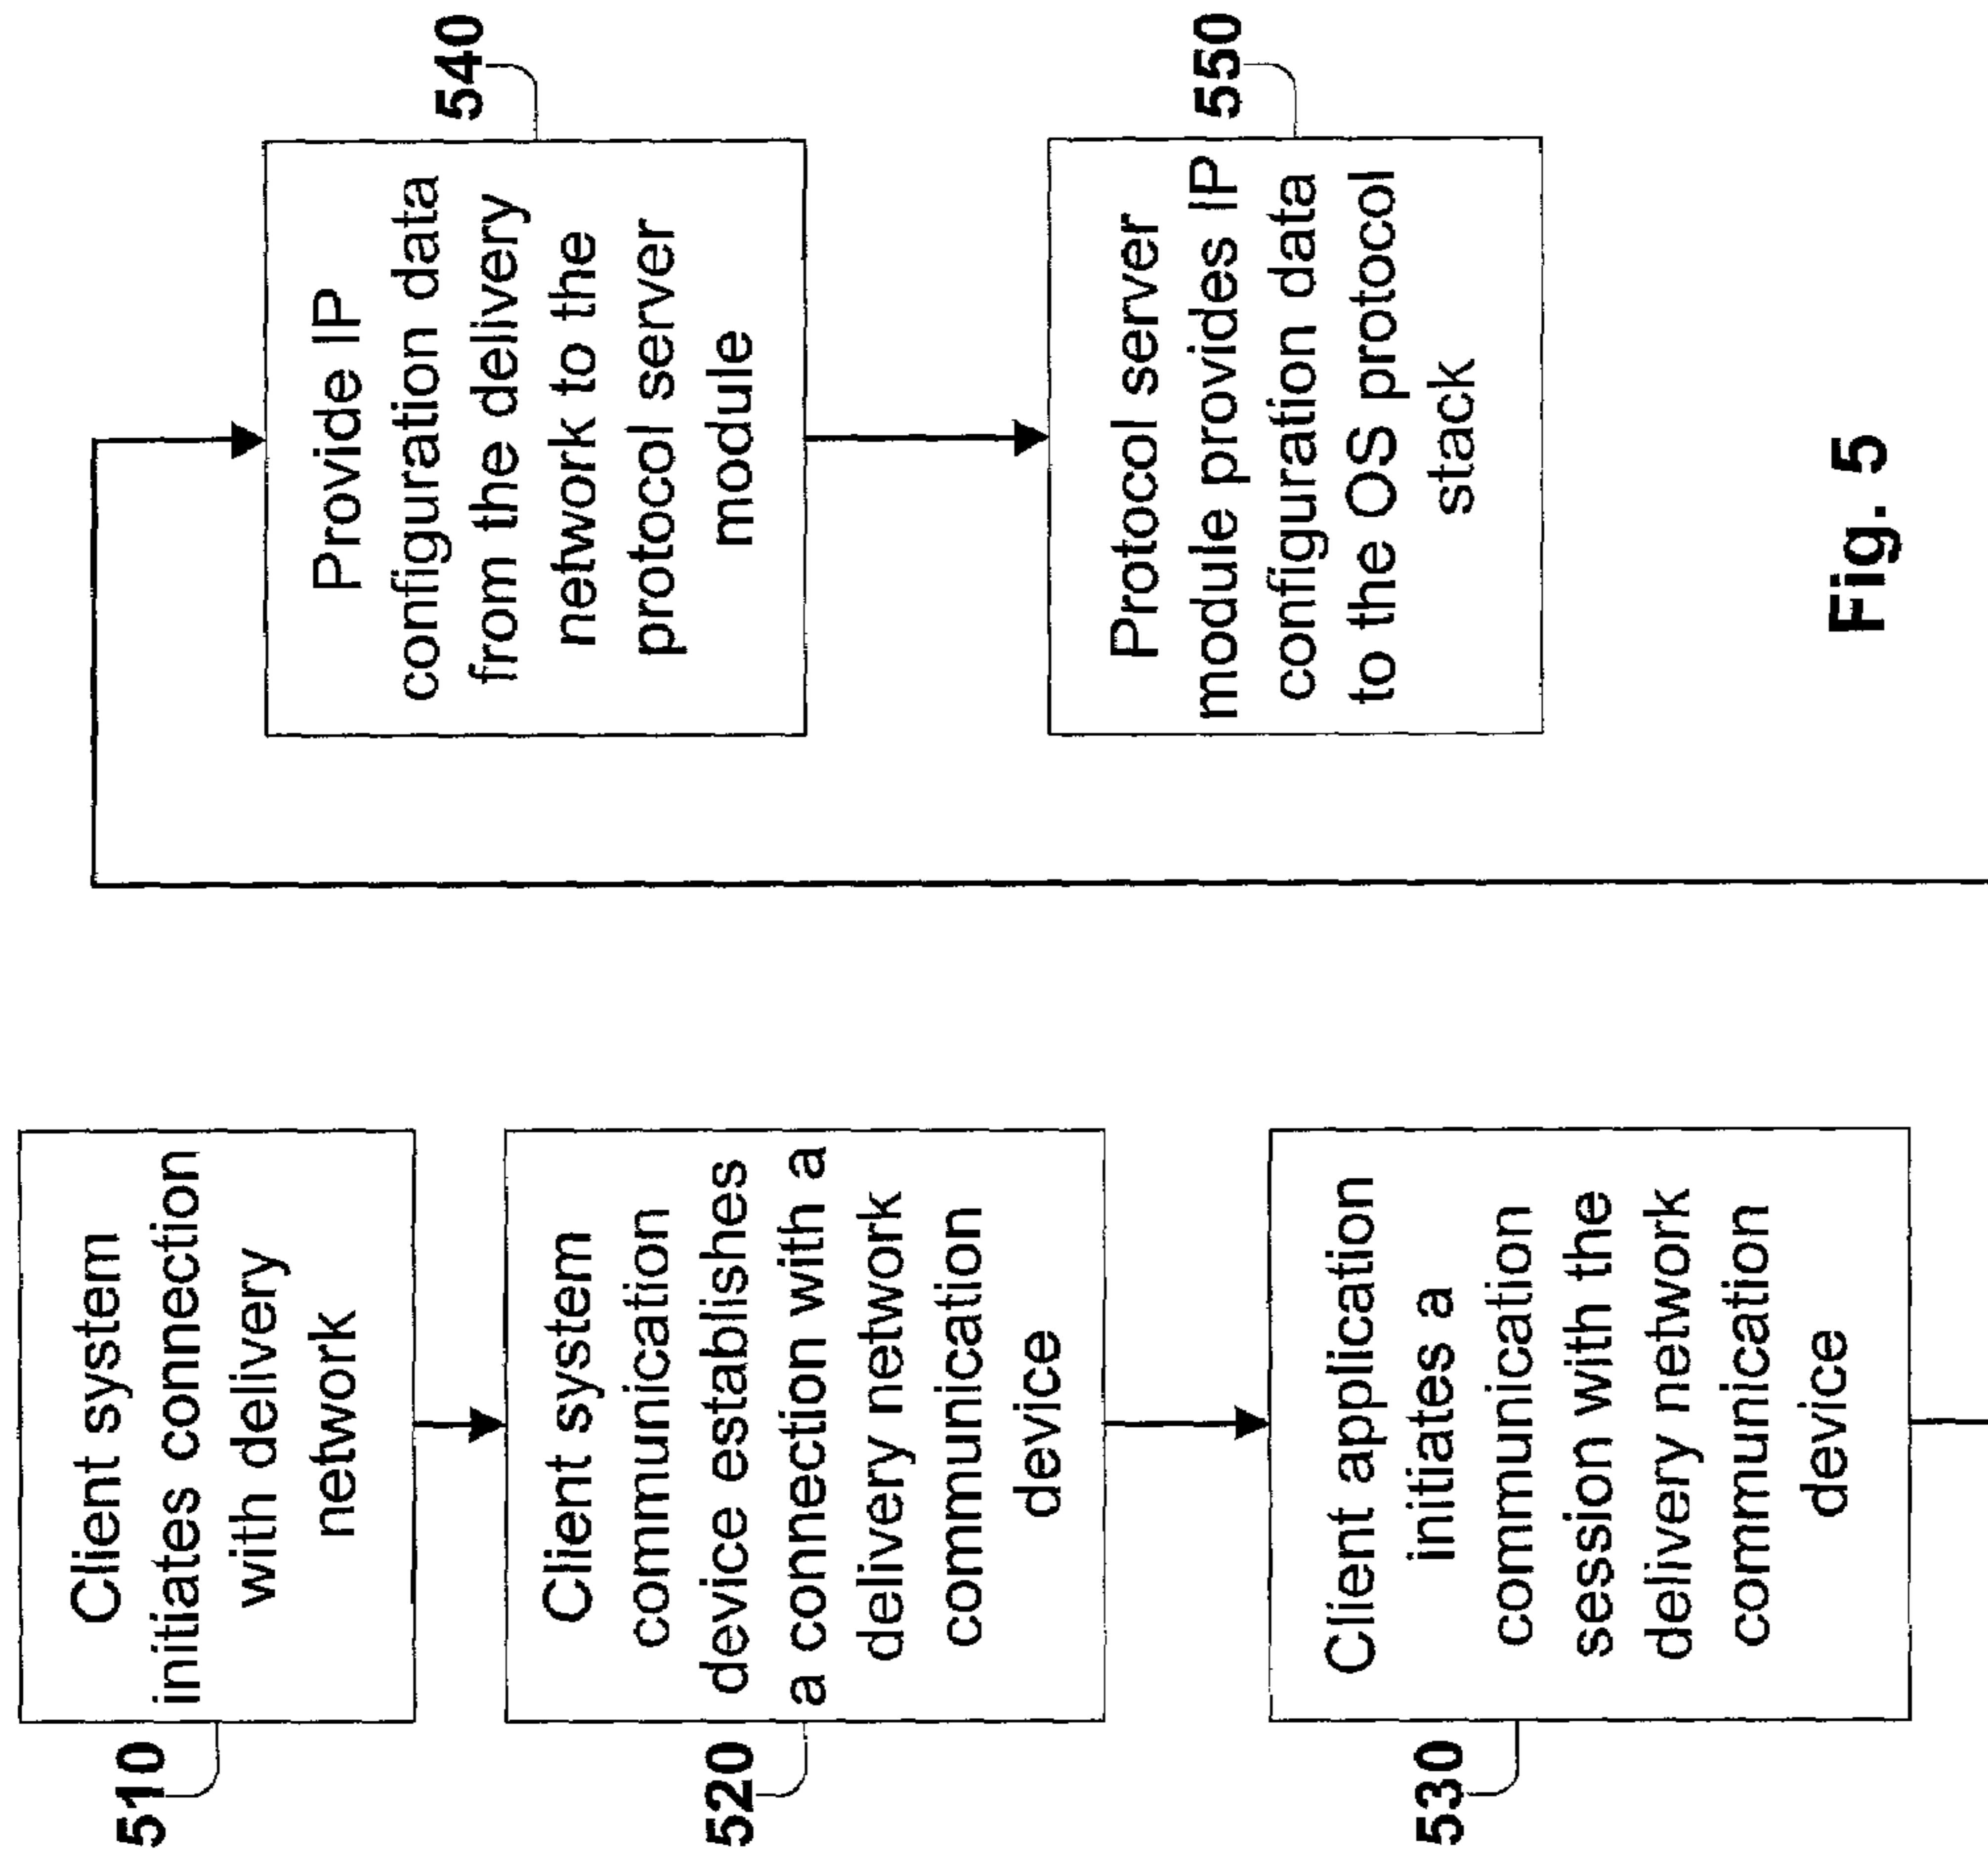 510
Client system
initiates connection
with delivery
network
520
Client system
communication
device establishes
a connection with a
delivery network
communication
device
530
Client application
initiates a
communication
session with the
delivery network
communication
device
540
Provide IP
configuration data
from the delivery
network to the
protocol server
module
550
Protocol server
module provides IP
configuration data
to the OS protocol
stack
Fig. 5